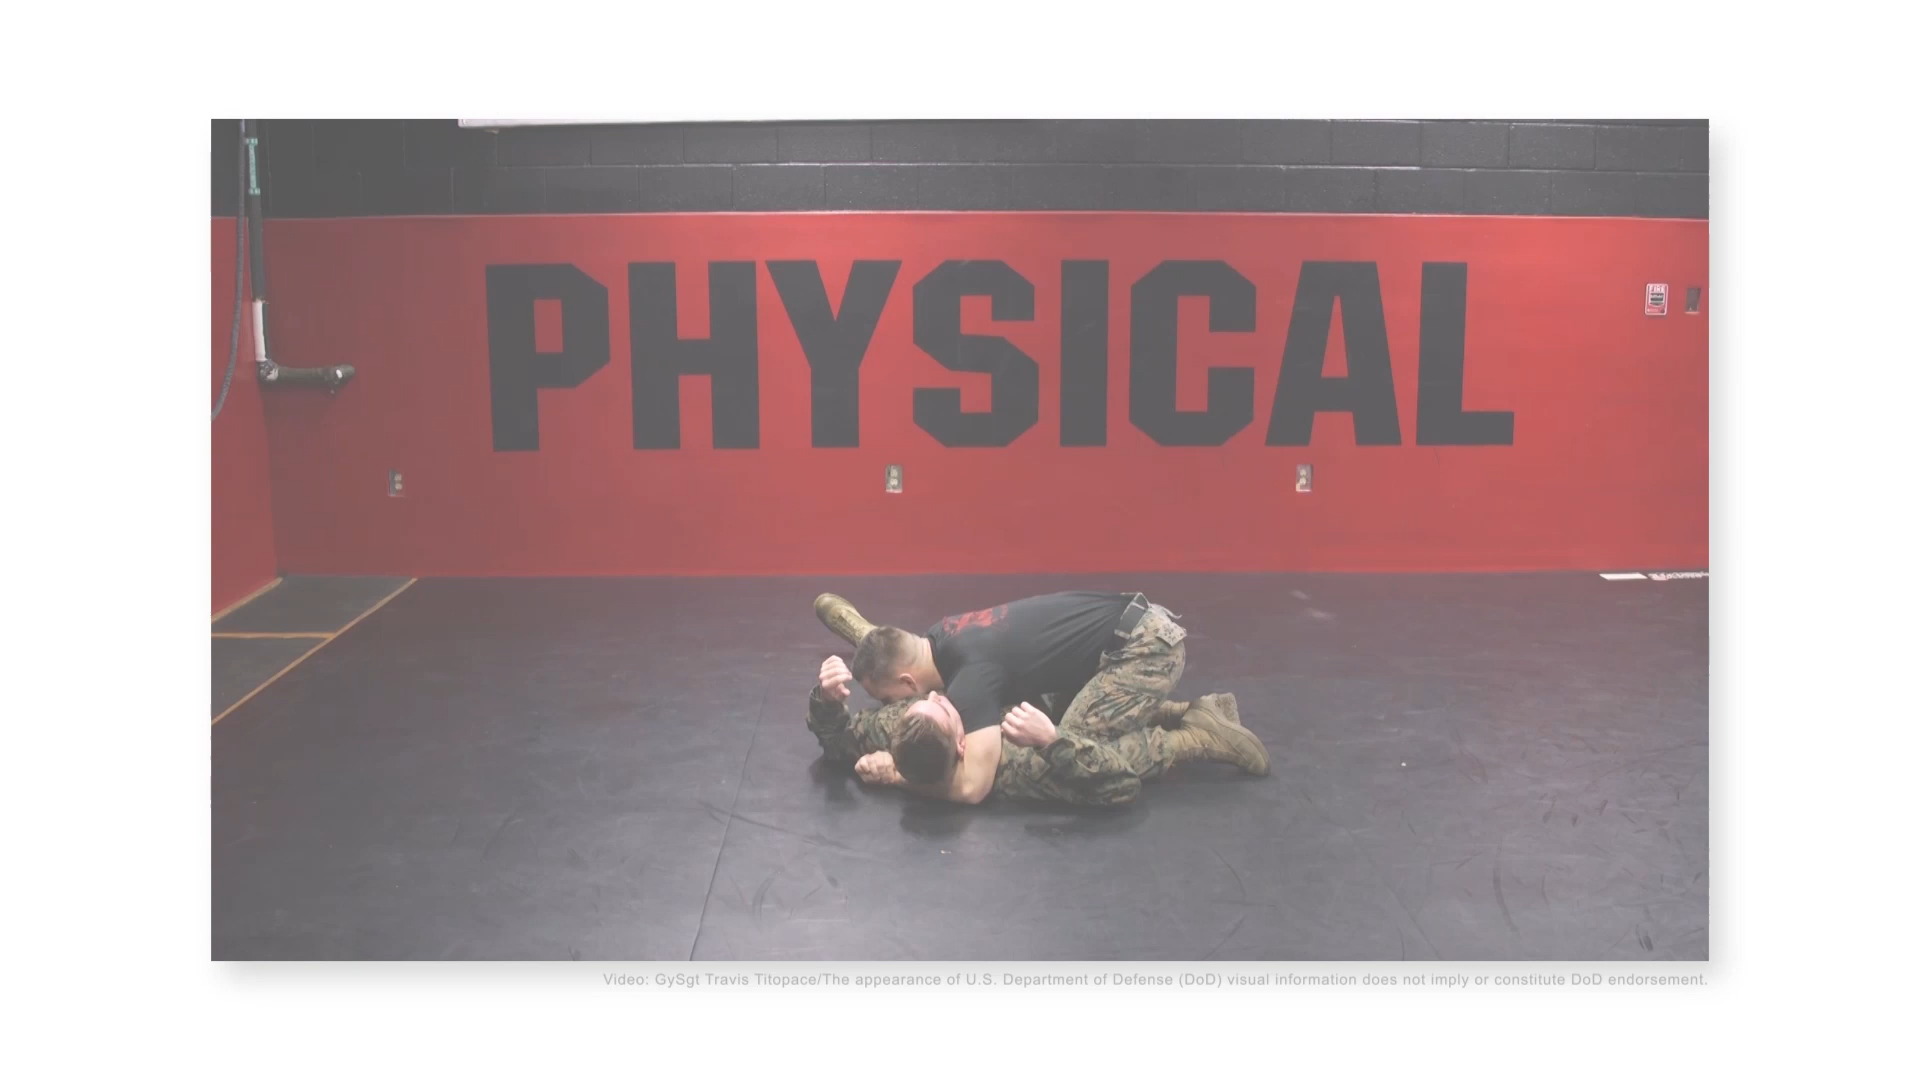 PHYSICAL
FIRE
Video: GySgt Travis Titopace/The appearance of U.S. Department of Defense (DoD) visual information does not imply or constitute DoD endorsement.